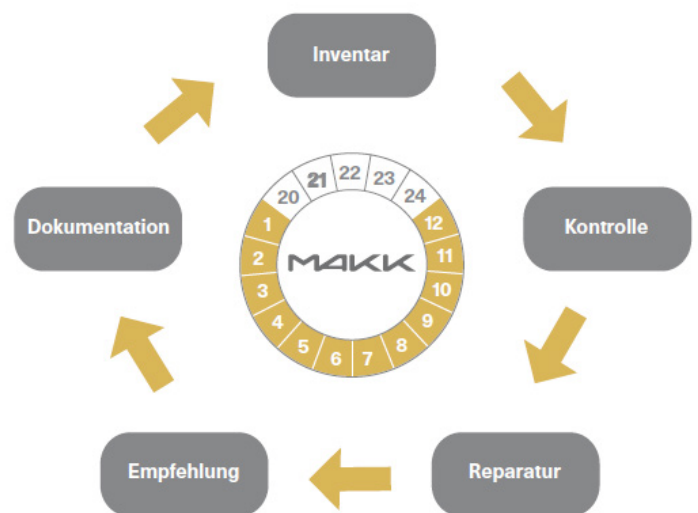 Inventar
Kontrolle
Reparatur
Empfehlung
Dokumentation
20 21 22 23 24
1 2 3 4 5 6 7 8 9 10 11 12
MAKK